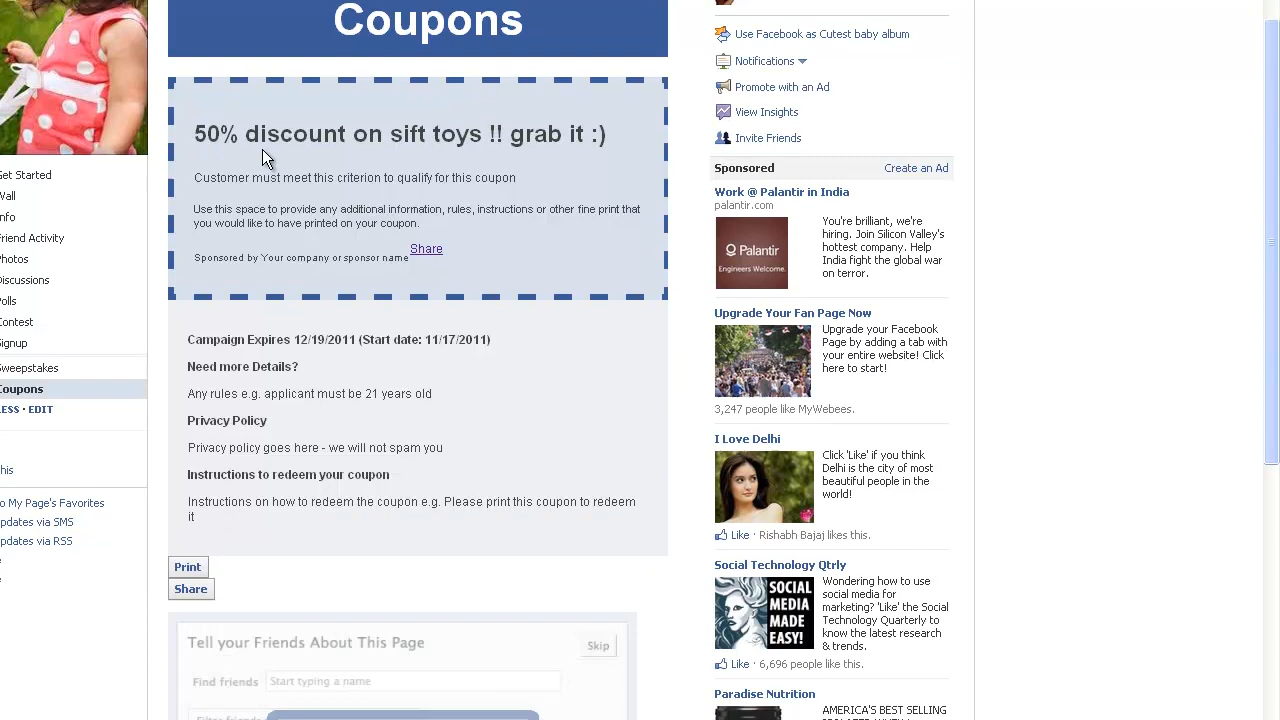 Coupons
50% discount on sift toys !! grab it :)
Customer must meet this criterion to qualify for this coupon
Use this space to provide any additional information, rules, instructions or other fine print that
you would like to have printed on your coupon.
Share
Sponsored by Your company or sponsor name
Campaign Expires 12/19/2011 (Start date: 11/17/2011)
Need more Details?
Any rules e.g. applicant must be 21 years old
Privacy Policy
Privacy policy goes here - we will not spam you
Instructions to redeem your coupon
Instructions on how to redeem the coupon e.g. Please print this coupon to redeem
it
Print
Share
Tell your Friends About This Page
Skip
Find friends
Start typing a name
Get Started
Wall
Info
Friend Activity
Photos
Discussions
Polls
Contest
Signup
Sweepstakes
Coupons
LESS · EDIT
his
o My Page's Favorites
pdates via SMS
pdates via RSS
Use Facebook as Cutest baby album
Notifications
Promote with an Ad
View Insights
Invite Friends
Sponsored
Create an Ad
Work @ Palantir in India
palantir.com
Palantir
Engineers Welcome.
You're brilliant, we're
hiring. Join Silicon Valley's
hottest company. Help
India fight the global war
on terror.
Upgrade Your Fan Page Now
Upgrade your Facebook
Page by adding a tab with
your entire website! Click
here to start!
3,247 people like MyWebees.
I Love Delhi
Click 'Like' if you think
Delhi is the city of most
beautiful people in the
world!
Like · Rishabh Bajaj likes this.
Social Technology Qtrly
SOCIAL
MEDIA
MADE
EASY!
Wondering how to use
social media for
marketing? 'Like' the Social
Technology Quarterly to
know the latest research
& trends.
Like · 6,696 people like this.
Paradise Nutrition
AMERICA'S BEST SELLING